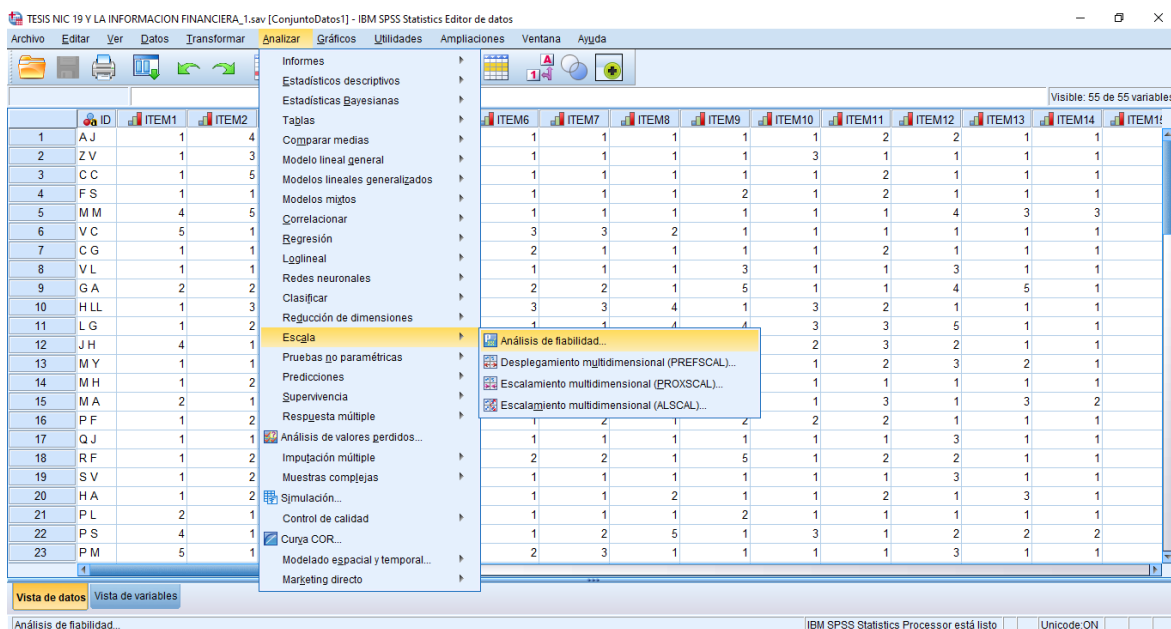 TESIS NIC 19 Y LA INFORMACION FINANCIERA_1.sav [ConjuntoDatos1] - IBM SPSS Statistics Editor de datos
Archivo Editar Ver Datos Transformar Analizar Gráficos Utilidades Ampliaciones Ventana Ayuda
Visible: 55 de 55 variables
ID ITEM1 ITEM2 ITEM6 ITEM7 ITEM8 ITEM9 ITEM10 ITEM11 ITEM12 ITEM13 ITEM14
1 A J 1 4 1 1 1 1 1 2 2 1 1
2 Z V 1 3 1 1 1 1 3 1 1 1 1
3 C C 1 5 1 1 1 1 1 2 1 1 1
4 F S 1 1 1 1 1 2 1 2 1 1 1
5 M M 4 5 1 1 1 1 1 1 4 3 3
6 V C 5 1 3 3 2 1 1 1 1 1 1
7 C G 1 1 2 1 1 1 1 2 1 1 1
8 V L 1 1 1 1 1 3 1 1 3 1 1
9 G A 2 2 2 2 1 5 1 1 4 5 1
10 H LL 1 3 3 3 4 1 3 2 1 1 1
11 L G 1 2 1 1 4 4 3 3 5 1 1
12 J H 4 1 2 3 2 1 1
13 M Y 1 1 1 2 3 2 1
14 M H 1 2 1 1 1 1 1
15 M A 2 1 1 3 1 3 2
16 P F 1 2 1 2 1 2 2 2 1 1 1
17 Q J 1 1 1 1 1 1 1 1 3 1 1
18 R F 1 2 2 2 1 5 1 2 2 1 1
19 S V 1 2 1 1 1 1 1 1 3 1 1
20 H A 1 2 1 1 2 1 1 2 1 3 1
21 P L 2 1 1 1 1 2 1 1 1 1 1
22 P S 4 1 1 2 5 1 3 1 2 2 2
23 P M 5 1 2 3 1 1 1 1 3 1 1
Informes
Estadísticos descriptivos
Estadísticas Bayesianas
Tablas
Comparar medias
Modelo lineal general
Modelos lineales generalizados
Modelos mixtos
Correlacionar
Regresión
Loglineal
Redes neuronales
Clasificar
Reducción de dimensiones
Escala
Pruebas no paramétricas
Predicciones
Supervivencia
Respuesta múltiple
Análisis de valores perdidos...
Imputación múltiple
Muestras complejas
Simulación...
Control de calidad
Curva COR...
Modelado espacial y temporal...
Marketing directo
Análisis de fiabilidad...
Desplegamiento multidimensional (PREFSCAL)...
Escalamiento multidimensional (PROXSCAL)...
Escalamiento multidimensional (ALSCAL)...
Vista de datos Vista de variables
Análisis de fiabilidad... IBM SPSS Statistics Processor está listo Unicode:ON